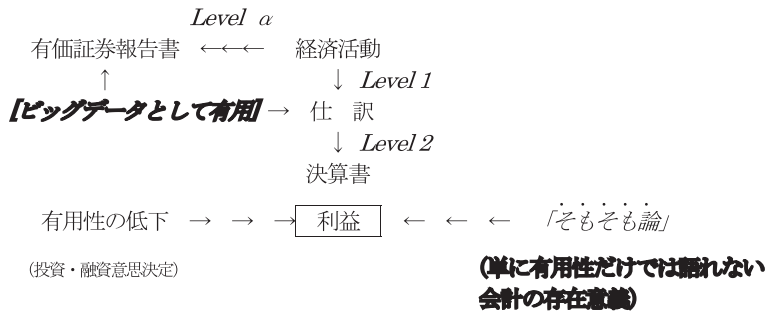 Level α
有価証券報告書 ←←← 経済活動
↑ ↓ Level 1
[ビッグデータとして有用] → 仕 訳
↓ Level 2
決算書
有用性の低下 → → → 利益 ← ← ← 「そもそも論」
(投資・融資意思決定) (単に有用性だけでは語れない
会計の存在意義)